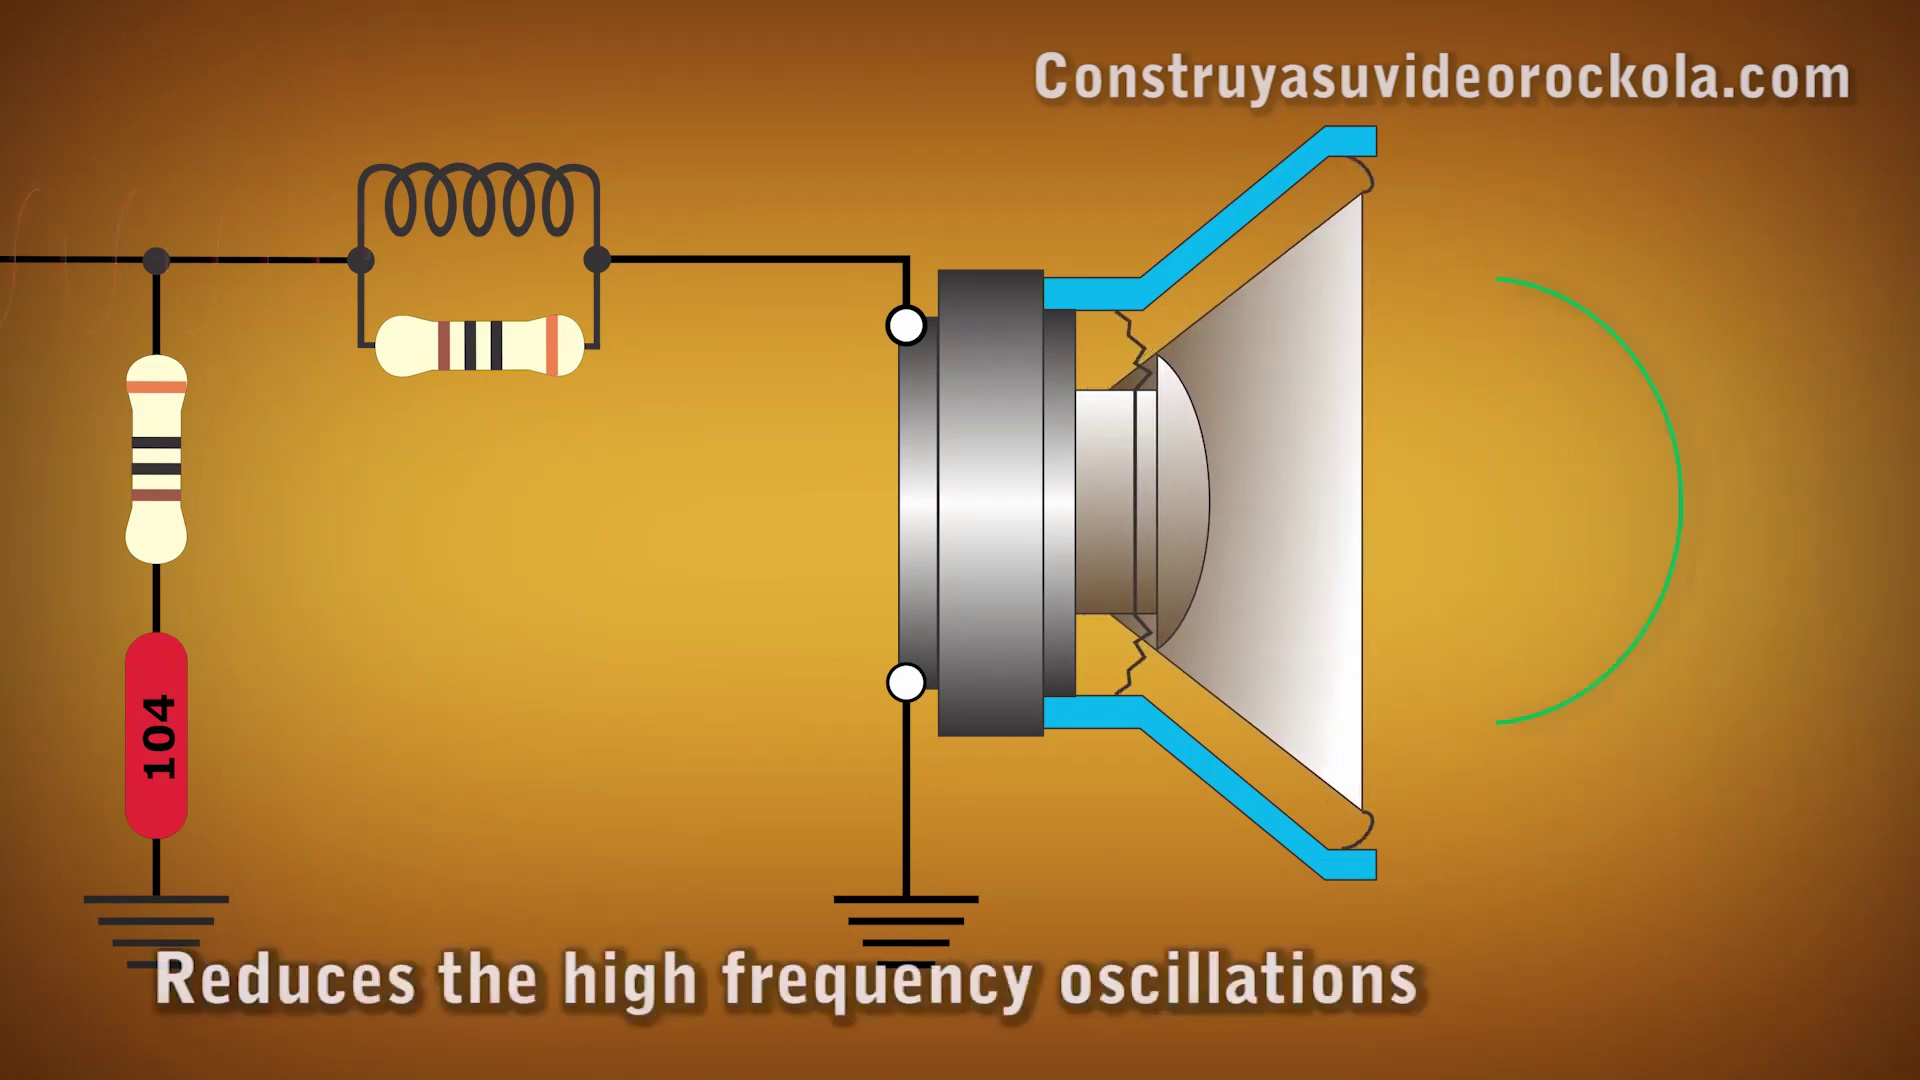 Construyasuvideorockola.com
104
Reduces the high frequency oscillations